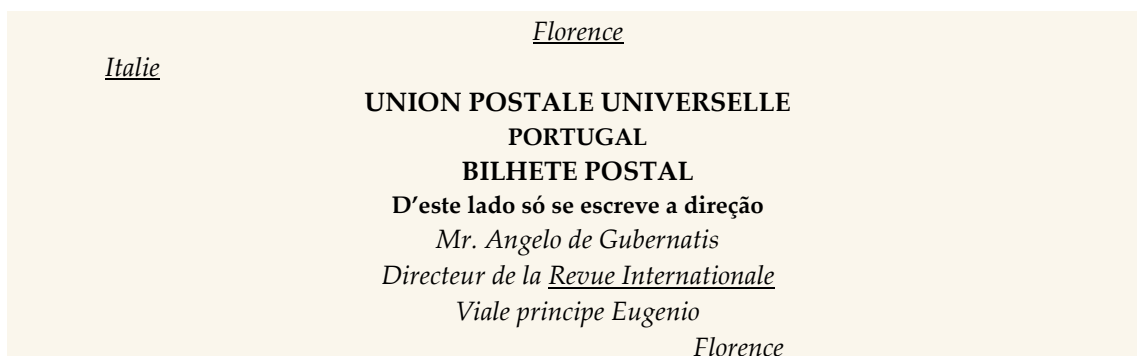 Florence
Italie
UNION POSTALE UNIVERSELLE
PORTUGAL
BILHETE POSTAL
D’este lado só se escreve a direção
Mr. Angelo de Gubernatis
Directeur de la Revue Internationale
Viale principe Eugenio
Florence